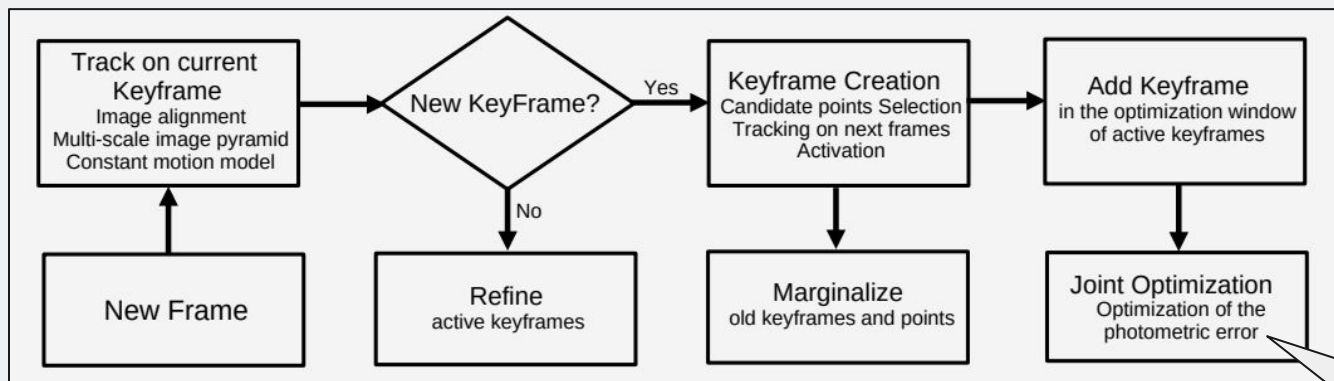 Track on current
Keyframe
Image alignment
Multi-scale image pyramid
Constant motion model
New KeyFrame?
Yes
Keyframe Creation
Candidate points Selection
Tracking on next frames
Activation
Add Keyframe
in the optimization window
of active keyframes
No
New Frame
Refine
active keyframes
Marginalize
old keyframes and points
Joint Optimization
Optimization of the
photometric error